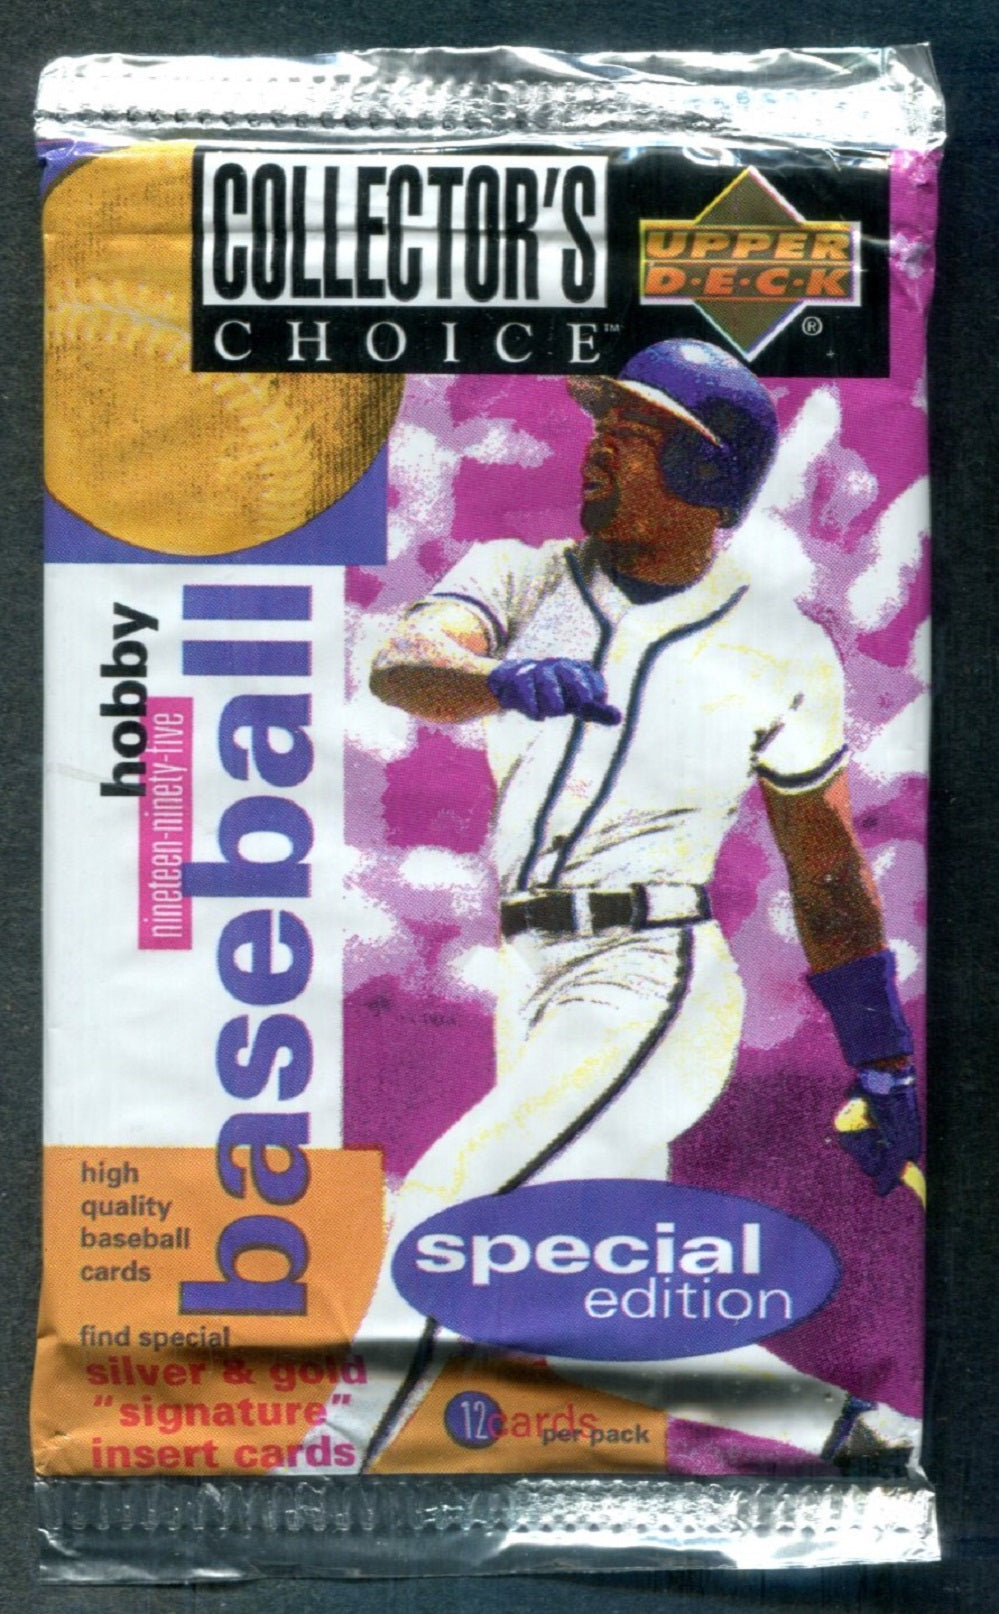 COLLECTOR'S
CHOICE™
UPPER
D·E·C·K
®
hobby
nineteen-ninety-five
baseball
high
quality
baseball
cards
find special
silver & gold
"signature"
insert cards
special
edition
12 cards
per pack